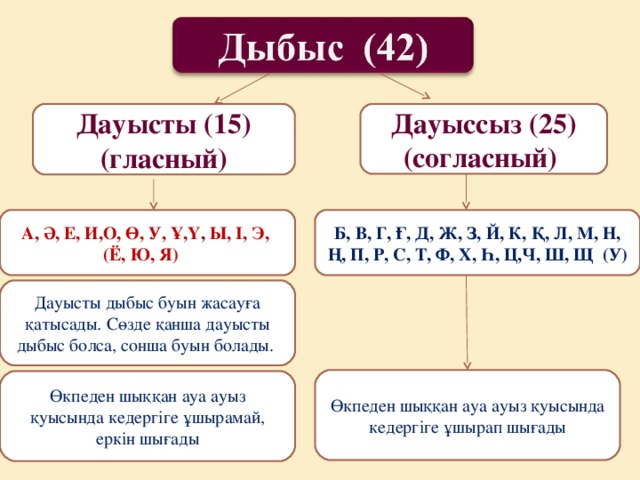 Дыбыс (42)
Дауысты (15)
(гласный)
Дауыссыз (25)
(согласный)
А, Ә, Е, И,О, Ө, У, Ұ,Ү, Ы, І, Э,
(Ё, Ю, Я)
Б, В, Г, Ғ, Д, Ж, З, Й, К, Қ, Л, М, Н,
Ң, П, Р, С, Т, Ф, Х, Һ, Ц,Ч, Ш, Щ (У)
Дауысты дыбыс буын жасауға
қатысады. Сөзде қанша дауысты
дыбыс болса, сонша буын болады.
Өкпеден шыққан ауа ауыз
қуысында кедергіге ұшырамай,
еркін шығады
Өкпеден шыққан ауа ауыз қуысында
кедергіге ұшырап шығады